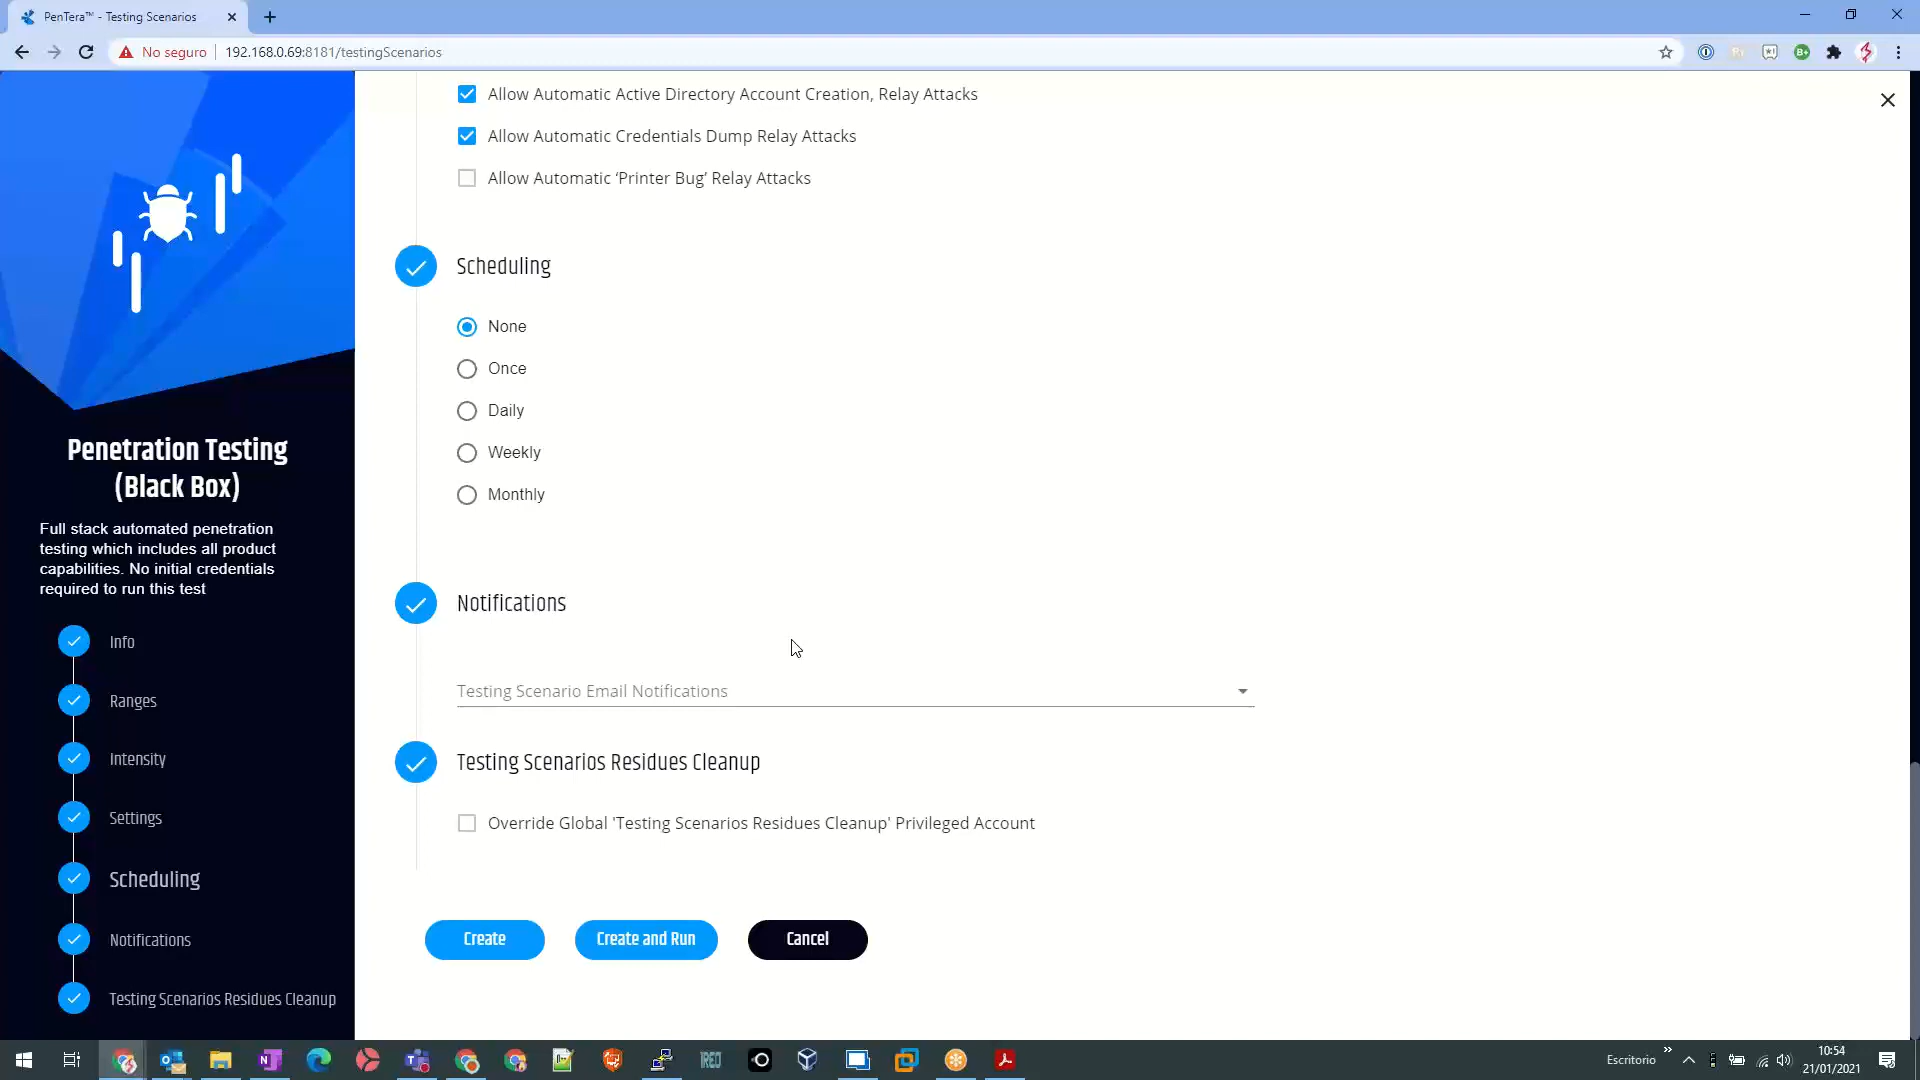 PenTera™ - Testing Scenarios
No seguro
192.168.0.69:8181/testingScenarios
Allow Automatic Active Directory Account Creation, Relay Attacks
Allow Automatic Credentials Dump Relay Attacks
Allow Automatic ‘Printer Bug’ Relay Attacks
Scheduling
None
Once
Daily
Weekly
Monthly
Notifications
Testing Scenario Email Notifications
Testing Scenarios Residues Cleanup
Override Global 'Testing Scenarios Residues Cleanup' Privileged Account
Create
Create and Run
Cancel
Penetration Testing
(Black Box)
Full stack automated penetration
testing which includes all product
capabilities. No initial credentials
required to run this test
Info
Ranges
Intensity
Settings
Scheduling
Notifications
Testing Scenarios Residues Cleanup
Escritorio
10:54
21/01/2021